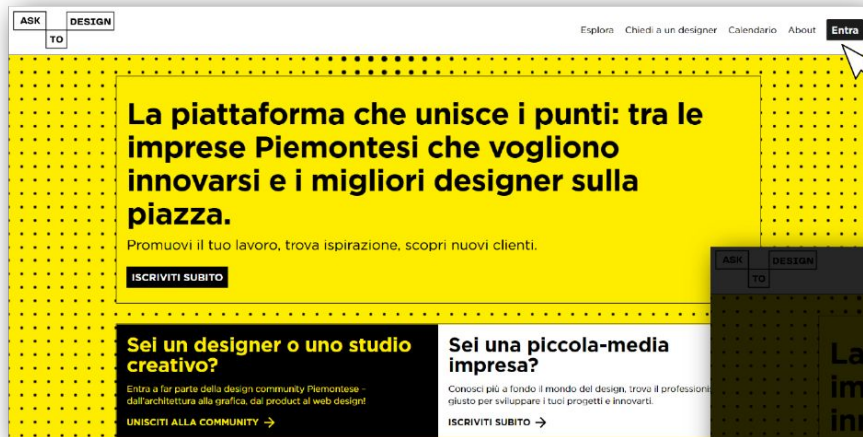 ASK
DESIGN
TO
Esplora Chiedi a un designer Calendario About Entra
La piattaforma che unisce i punti: tra le
imprese Piemontesi che vogliono
innovarsi e i migliori designer sulla
piazza.
Promuovi il tuo lavoro, trova ispirazione, scopri nuovi clienti.
ISCRIVITI SUBITO
ASK
DESIGN
TO
Sei un designer o uno studio
creativo?
Entra a far parte della design community Piemontese –
dall'architettura alla grafica, dal product al web design!
UNISCITI ALLA COMMUNITY →
Sei una piccola-media
impresa?
Conosci più a fondo il mondo del design, trova il
giusto per sviluppare i tuoi progetti e innovarti.
ISCRIVITI SUBITO →
La